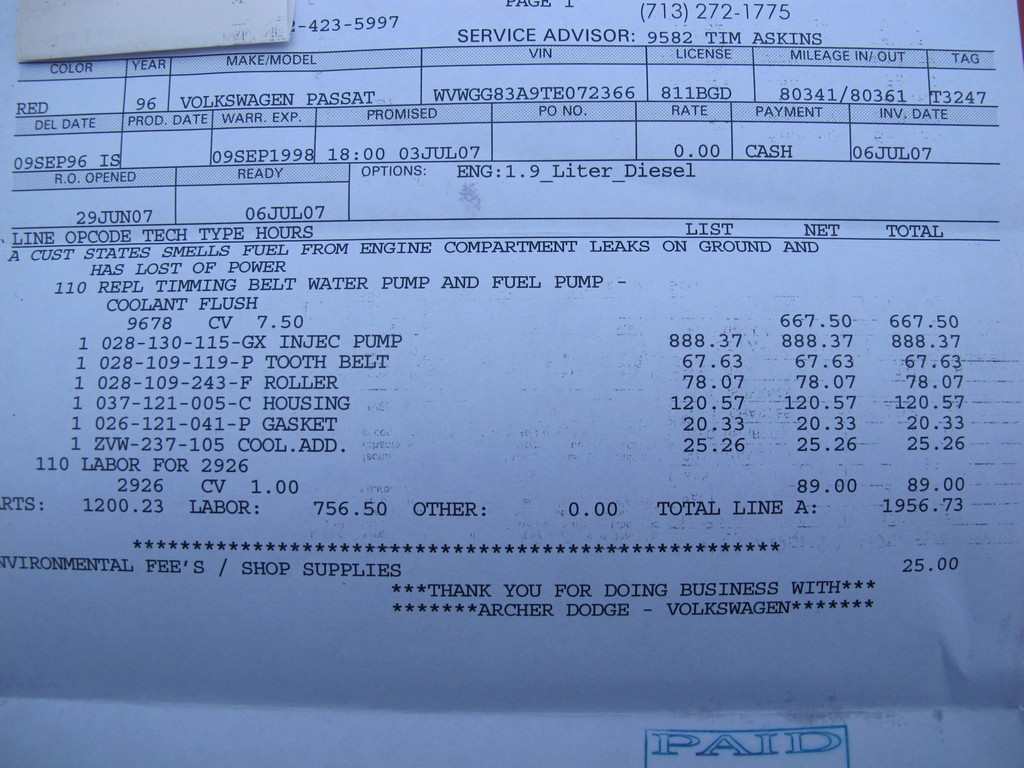 PAGE 1
-423-5997 (713) 272-1775
SERVICE ADVISOR: 9582 TIM ASKINS
COLOR YEAR MAKE/MODEL VIN LICENSE MILEAGE IN/OUT TAG
RED 96 VOLKSWAGEN PASSAT WVWGG83A9TE072366 811BGD 80341/80361 T3247
DEL DATE PROD. DATE WARR. EXP. PROMISED PO NO. RATE PAYMENT INV. DATE
09SEP96 IS 09SEP1998 18:00 03JUL07 0.00 CASH 06JUL07
R.O. OPENED READY OPTIONS: ENG:1.9_Liter_Diesel
29JUN07 06JUL07
LINE OPCODE TECH TYPE HOURS LIST NET TOTAL
A CUST STATES SMELLS FUEL FROM ENGINE COMPARTMENT LEAKS ON GROUND AND
HAS LOST OF POWER
110 REPL TIMMING BELT WATER PUMP AND FUEL PUMP -
COOLANT FLUSH
9678 CV 7.50 667.50 667.50
1 028-130-115-GX INJEC PUMP 888.37 888.37 888.37
1 028-109-119-P TOOTH BELT 67.63 67.63 67.63
1 028-109-243-F ROLLER 78.07 78.07 78.07
1 037-121-005-C HOUSING 120.57 120.57 120.57
1 026-121-041-P GASKET 20.33 20.33 20.33
1 ZVW-237-105 COOL.ADD. 25.26 25.26 25.26
110 LABOR FOR 2926
2926 CV 1.00 89.00 89.00
RTS: 1200.23 LABOR: 756.50 OTHER: 0.00 TOTAL LINE A: 1956.73
******************************************************
VIRONMENTAL FEE'S / SHOP SUPPLIES 25.00
***THANK YOU FOR DOING BUSINESS WITH***
*******ARCHER DODGE - VOLKSWAGEN*******
PAID